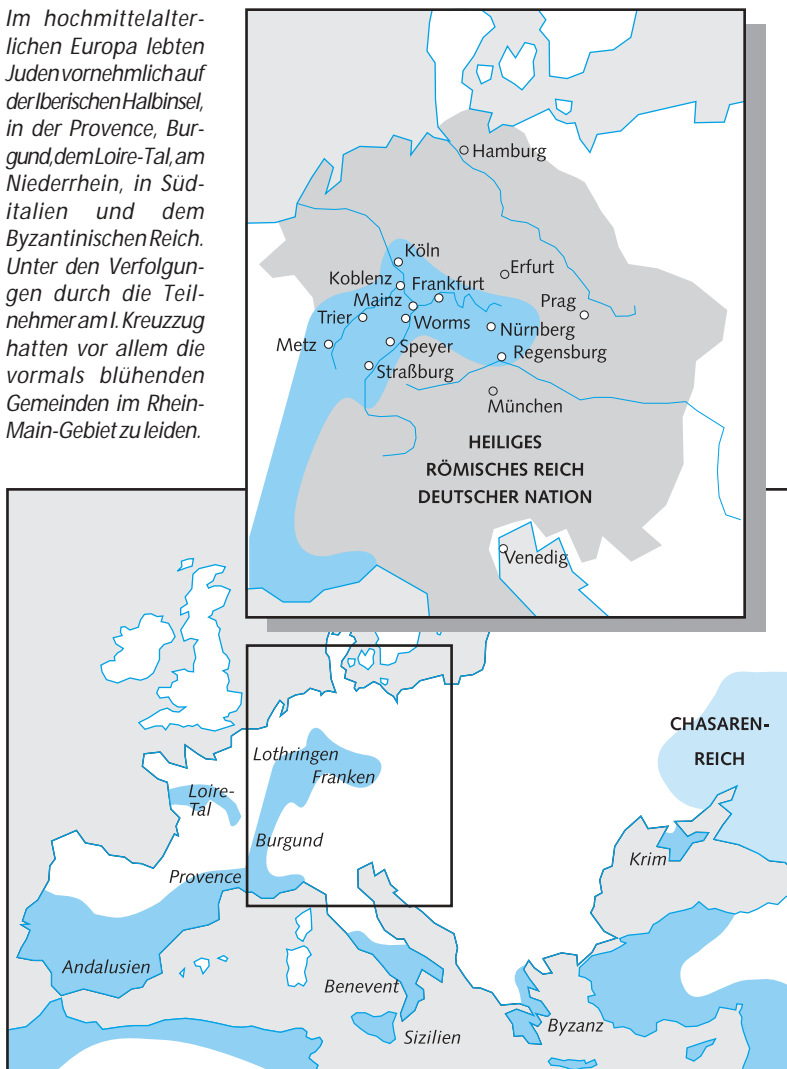 Im hochmittelalter-
lichen Europa lebten
Juden vornehmlich auf
der Iberischen Halbinsel,
in der Provence, Bur-
gund, dem Loire-Tal, am
Niederrhein, in Süd-
italien und dem
Byzantinischen Reich.
Unter den Verfolgun-
gen durch die Teil-
nehmer am I. Kreuzzug
hatten vor allem die
vormals blühenden
Gemeinden im Rhein-
Main-Gebiet zu leiden.
Hamburg
Köln
Erfurt
Koblenz
Frankfurt
Mainz
Prag
Trier
Worms
Nürnberg
Metz
Speyer
Regensburg
Straßburg
München
HEILIGES
RÖMISCHES REICH
DEUTSCHER NATION
Venedig
CHASAREN-
REICH
Lothringen
Franken
Loire-
Tal
Burgund
Krim
Provence
Andalusien
Benevent
Sizilien
Byzanz